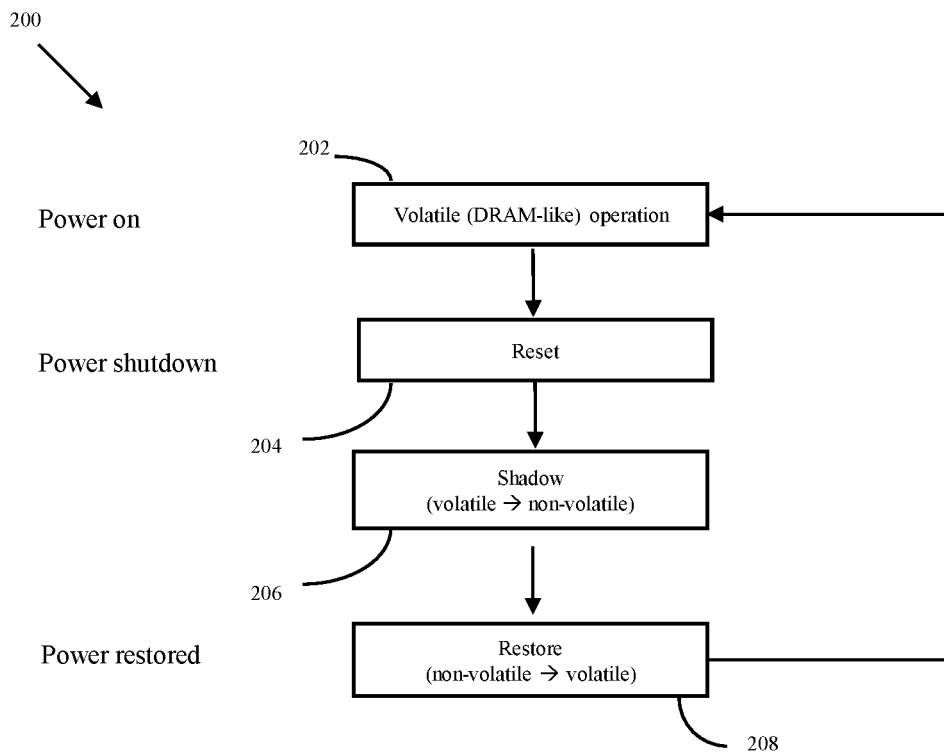 200
202
Power on
Volatile (DRAM-like) operation
Power shutdown
Reset
204
Shadow
(volatile → non-volatile)
206
Power restored
Restore
(non-volatile → volatile)
208